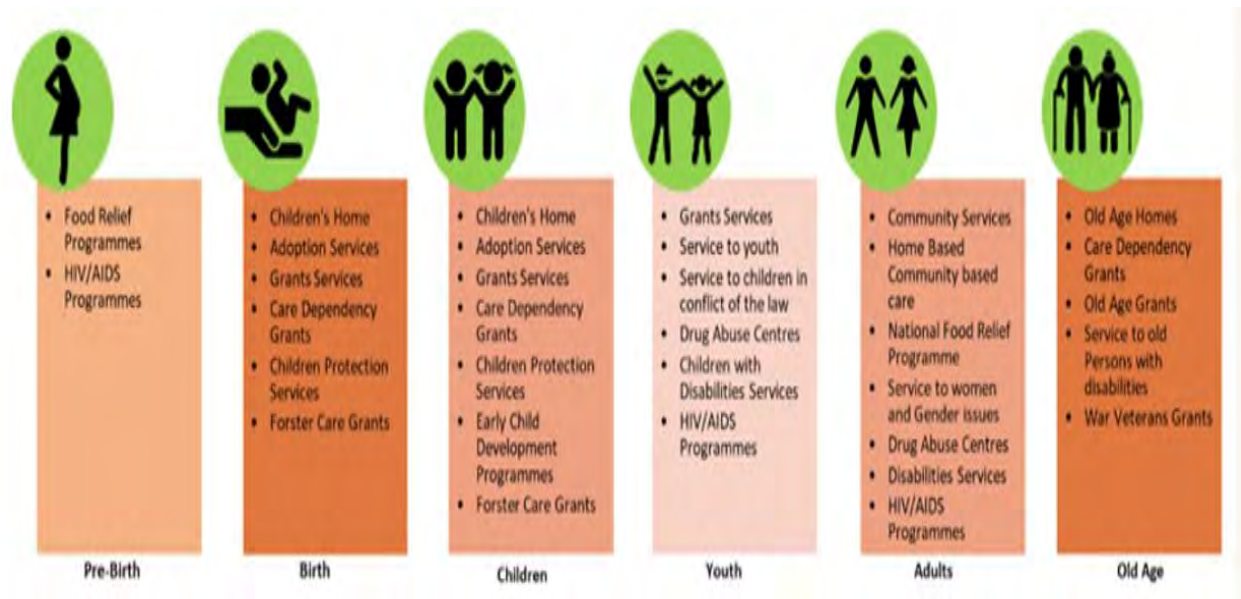 • Food Relief
Programmes
• HIV/AIDS
Programmes
Pre-Birth
• Children's Home
• Adoption Services
• Grants Services
• Care Dependency
Grants
• Children Protection
Services
• Forster Care Grants
Birth
• Children's Home
• Adoption Services
• Grants Services
• Care Dependency
Grants
• Children Protection
Services
• Early Child
Development
Programmes
• Forster Care Grants
Children
• Grants Services
• Service to youth
• Service to children in
conflict of the law
• Drug Abuse Centres
• Children with
Disabilities Services
• HIV/AIDS
Programmes
Youth
• Community Services
• Home Based
Community based
care
• National Food Relief
Programme
• Service to women
and Gender issues
• Drug Abuse Centres
• Disabilities Services
• HIV/AIDS
Programmes
Adults
• Old Age Homes
• Care Dependency
Grants
• Old Age Grants
• Service to old
Persons with
disabilities
• War Veterans Grants
Old Age